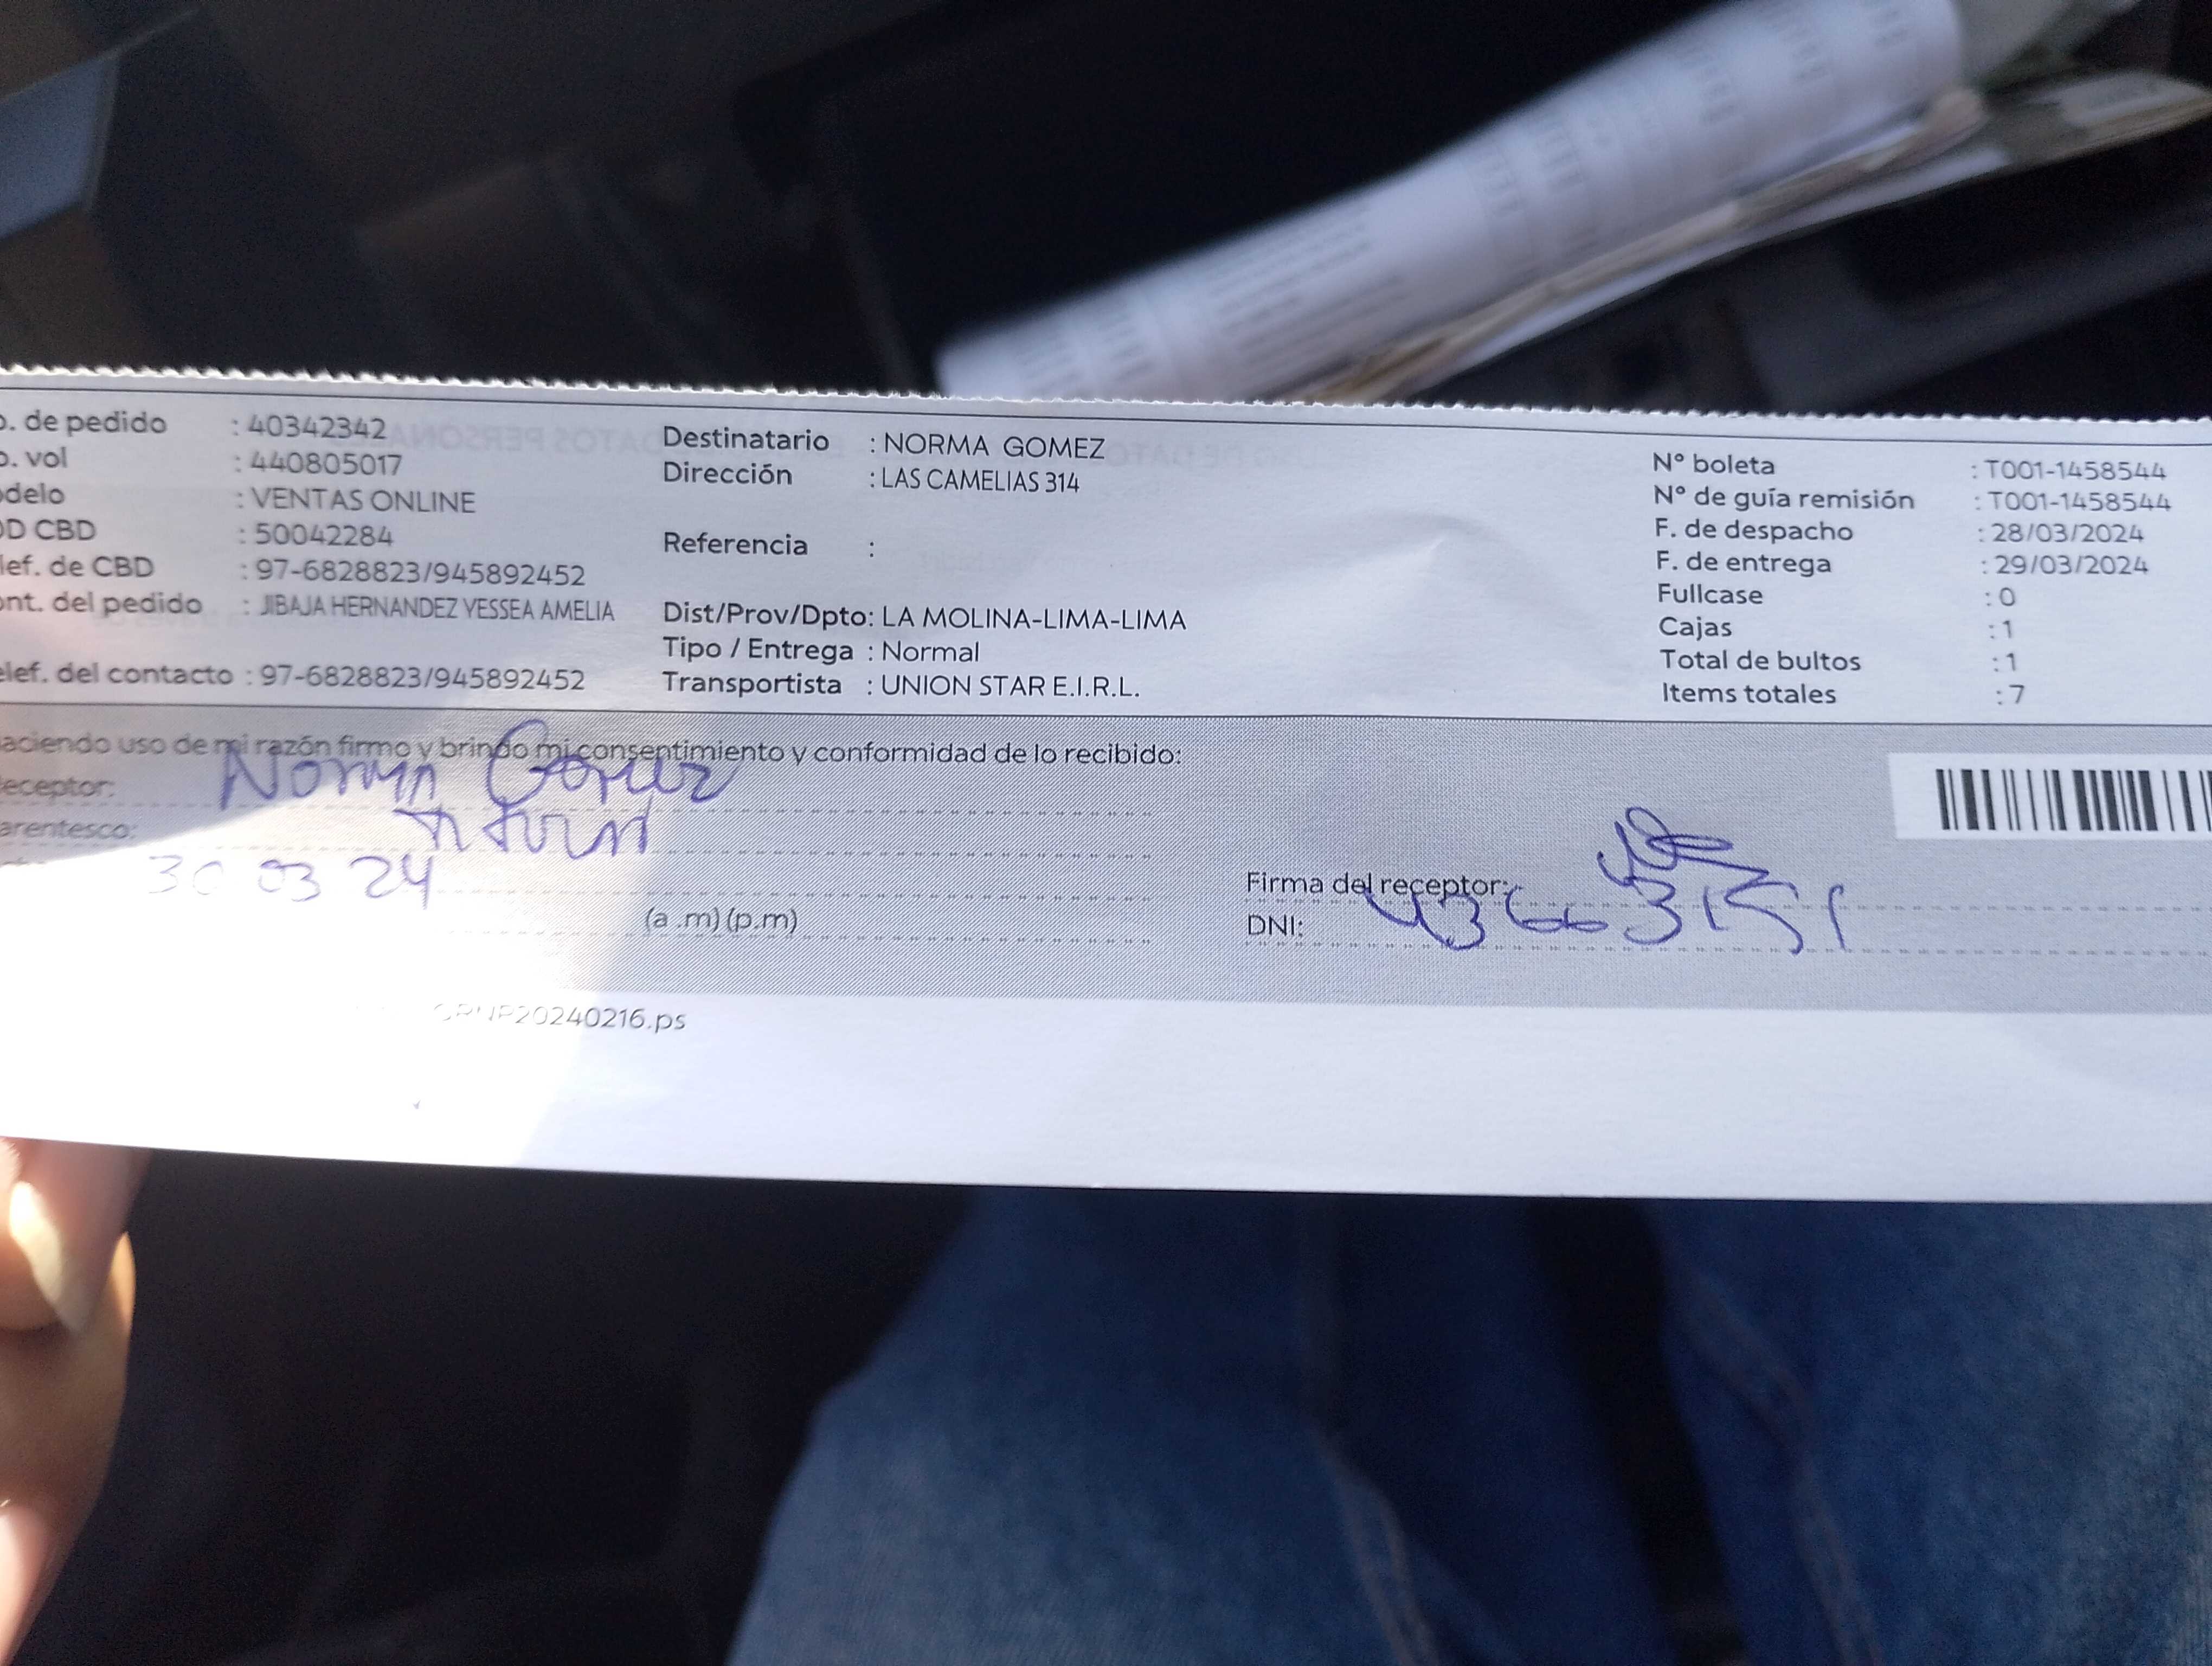 o. de pedido : 40342342
o. vol : 440805017
delo : VENTAS ONLINE
OD CBD : 50042284
lef. de CBD : 97-6828823/945892452
ont. del pedido : JIBAJA HERNANDEZ YESSEA AMELIA
elef. del contacto : 97-6828823/945892452
Destinatario : NORMA GOMEZ
Dirección : LAS CAMELIAS 314
Referencia :
Dist/Prov/Dpto: LA MOLINA-LIMA-LIMA
Tipo / Entrega : Normal
Transportista : UNION STAR E.I.R.L.
N° boleta : T001-1458544
N° de guía remisión : T001-1458544
F. de despacho : 28/03/2024
F. de entrega : 29/03/2024
Fullcase : 0
Cajas : 1
Total de bultos : 1
Items totales : 7
aciendo uso de mi razón firmo y brindo mi consentimiento y conformidad de lo recibido:
eceptor: Norma Gomez
arentesco:
30 03 24
(a .m) (p.m)
Firma del receptor:
DNI:
20240216.ps